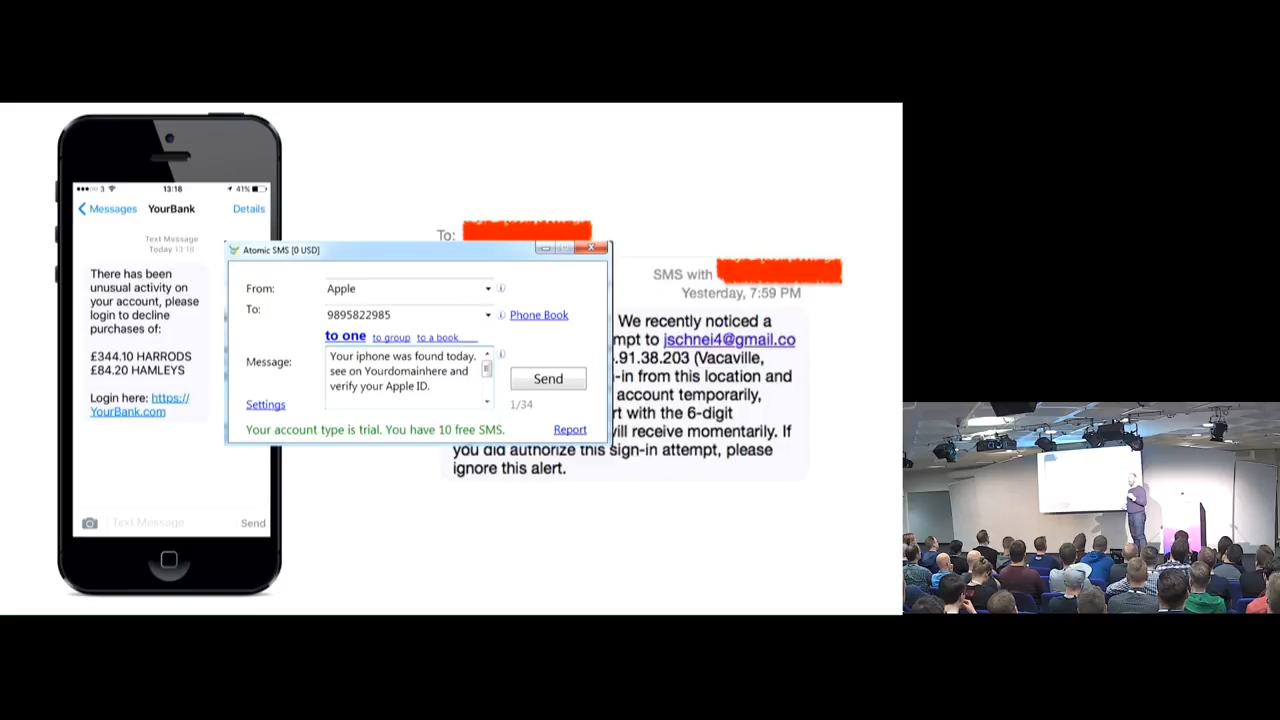 ●●●○○ 3
13:18
41%
Messages
YourBank
Details
Text Message
Today 13:18
There has been
unusual activity on
your account, please
login to decline
purchases of:
£344.10 HARRODS
£84.20 HAMLEYS
Login here: https://
YourBank.com
Text Message
Send
To:
Atomic SMS [0 USD]
From:
Apple
To:
9895822985
Phone Book
to one to group to a book
Message:
Your iphone was found today.
see on Yourdomainhere and
verify your Apple ID.
Send
1/34
Settings
Your account type is trial. You have 10 free SMS.
Report
SMS with
Yesterday, 7:59 PM
We recently noticed a
mpt to jschnei4@gmail.co
.91.38.203 (Vacaville,
-in from this location and
account temporarily,
rt with the 6-digit
ill receive momentarily. If
you did authorize this sign-in attempt, please
ignore this alert.